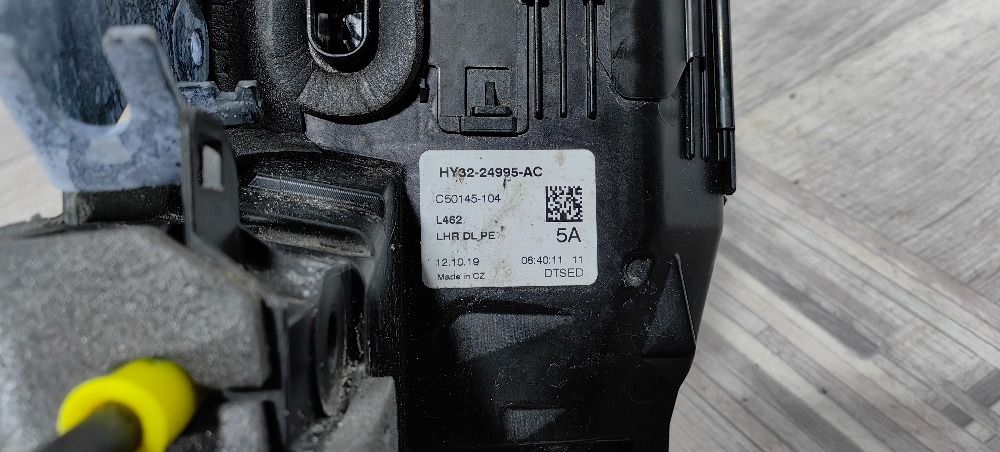 HY32-24995-AC
C50145-104
L462
LHR DL PE
5A
12.10.19 06:40:11 11
Made in CZ DTSED